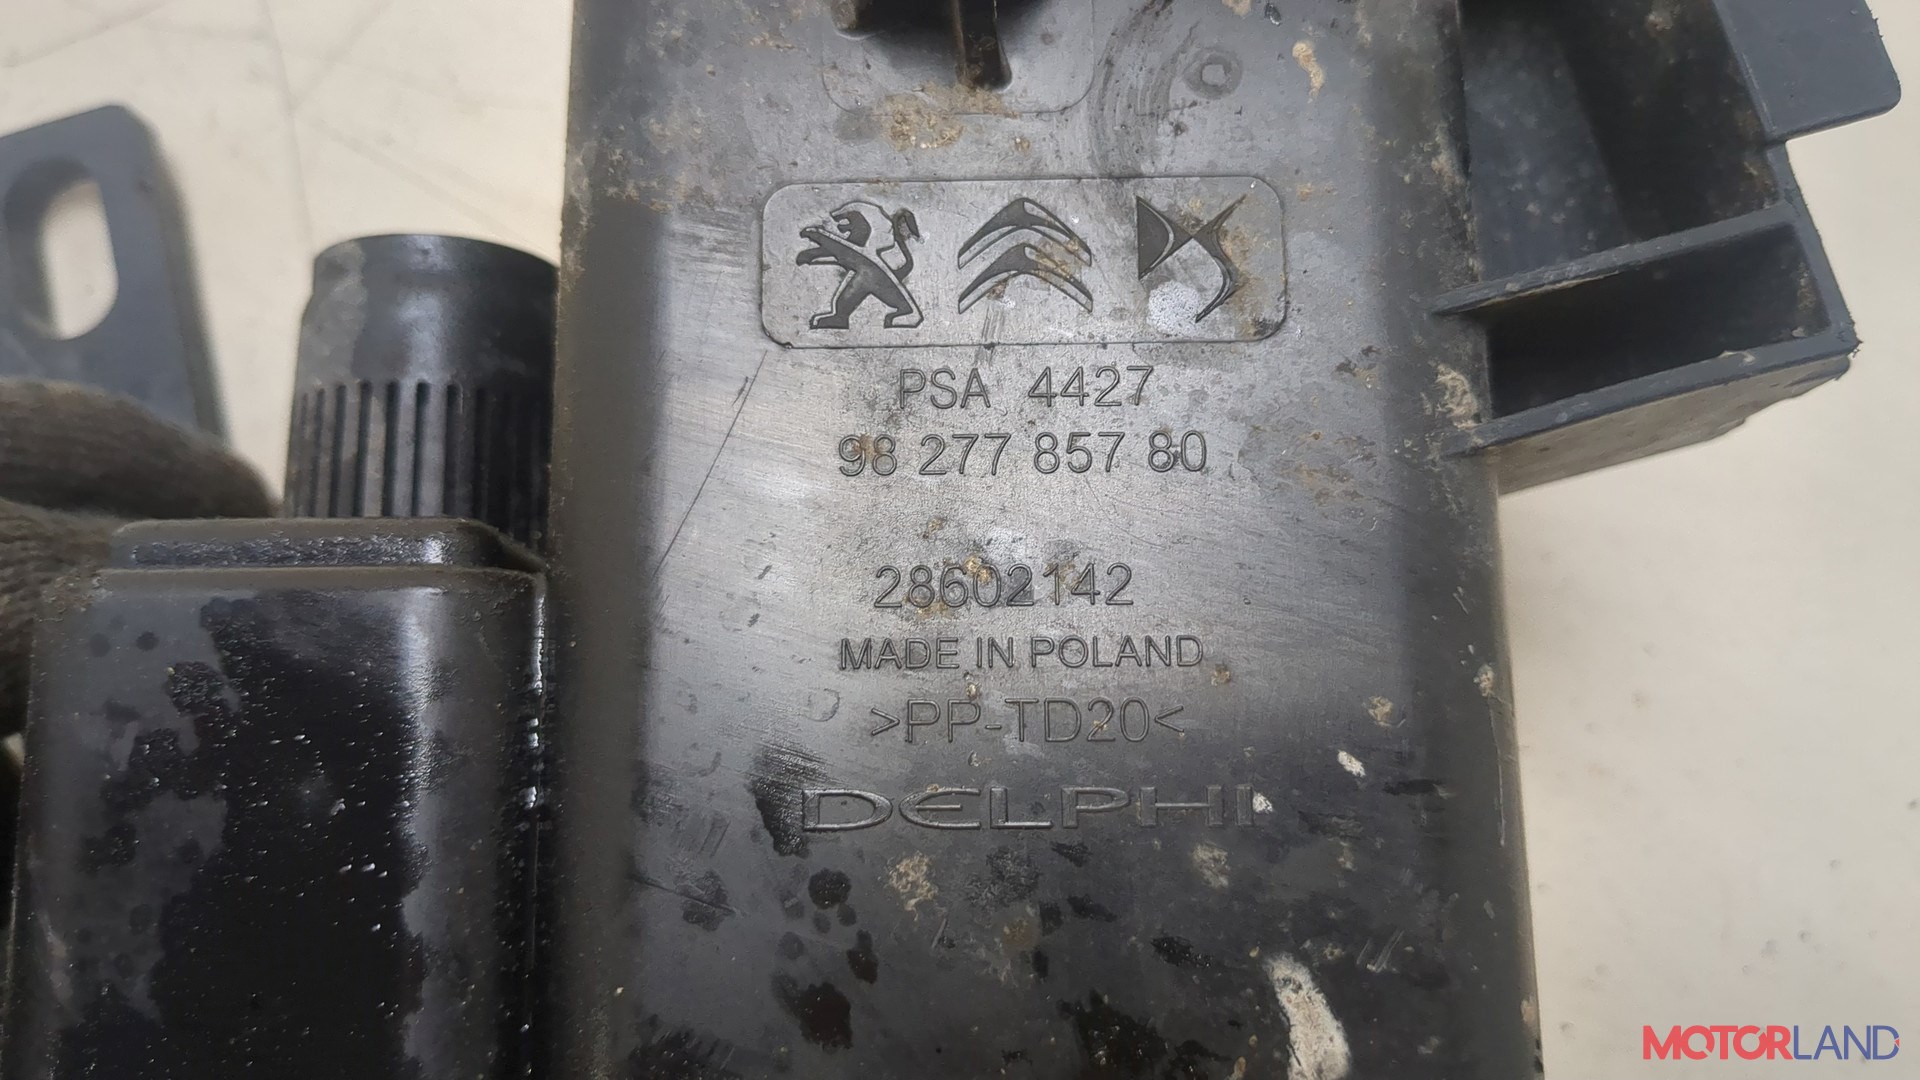 PSA 4427
98 277 857 80
28602142
MADE IN POLAND
>PP-TD20<
DELPHI
MOTORLAND